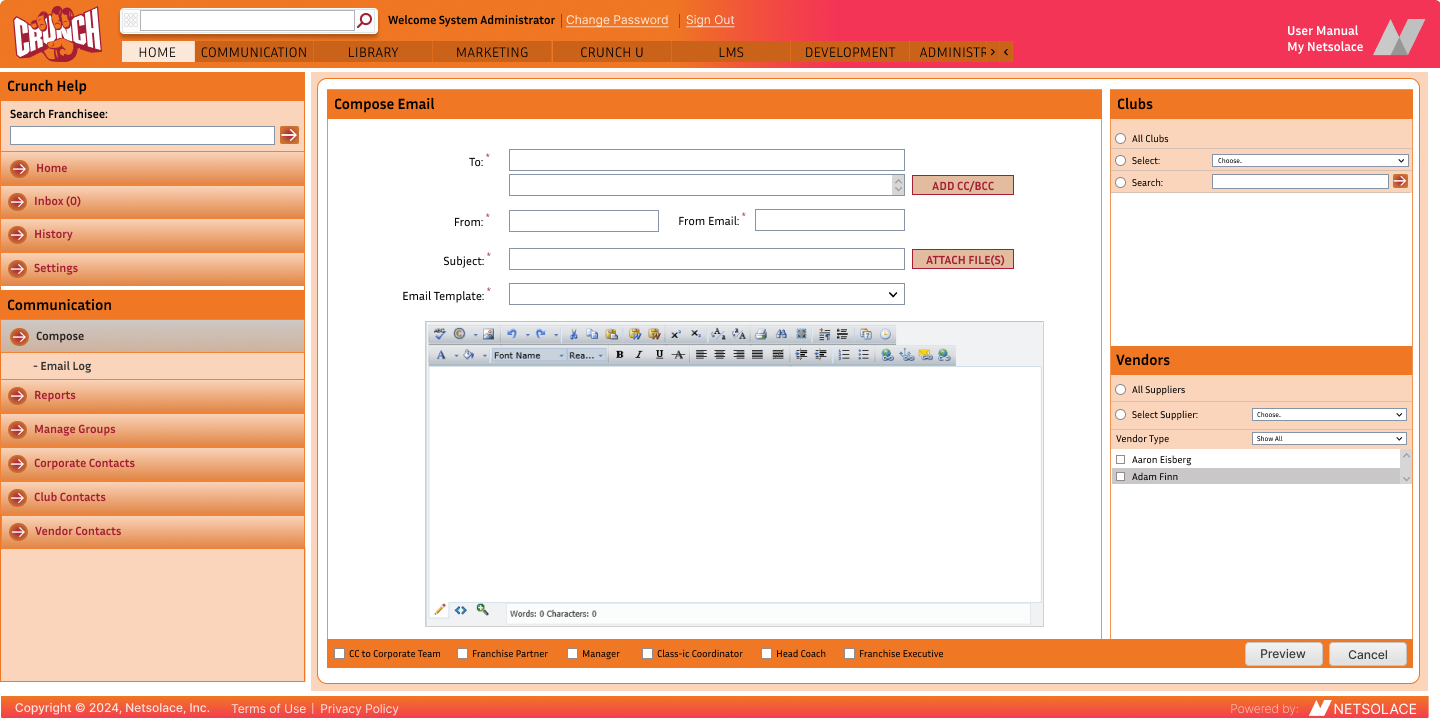 CRUNCH
Welcome System Administrator
Change Password
Sign Out
HOME
COMMUNICATION
LIBRARY
MARKETING
CRUNCH U
LMS
DEVELOPMENT
ADMINISTR
User Manual
My Netsolace
Crunch Help
Search Franchisee:
Home
Inbox (0)
History
Settings
Communication
Compose
- Email Log
Reports
Manage Groups
Corporate Contacts
Club Contacts
Vendor Contacts
Compose Email
To: *
ADD CC/BCC
From: *
From Email: *
Subject: *
ATTACH FILE(S)
Email Template: *
Font Name
Rea...
Words: 0 Characters: 0
CC to Corporate Team
Franchise Partner
Manager
Class-ic Coordinator
Head Coach
Franchise Executive
Preview
Cancel
Clubs
All Clubs
Select:
Choose..
Search:
Vendors
All Suppliers
Select Supplier:
Choose..
Vendor Type
Show All
Aaron Eisberg
Adam Finn
Copyright © 2024, Netsolace, Inc.
Terms of Use | Privacy Policy
Powered by: NETSOLACE